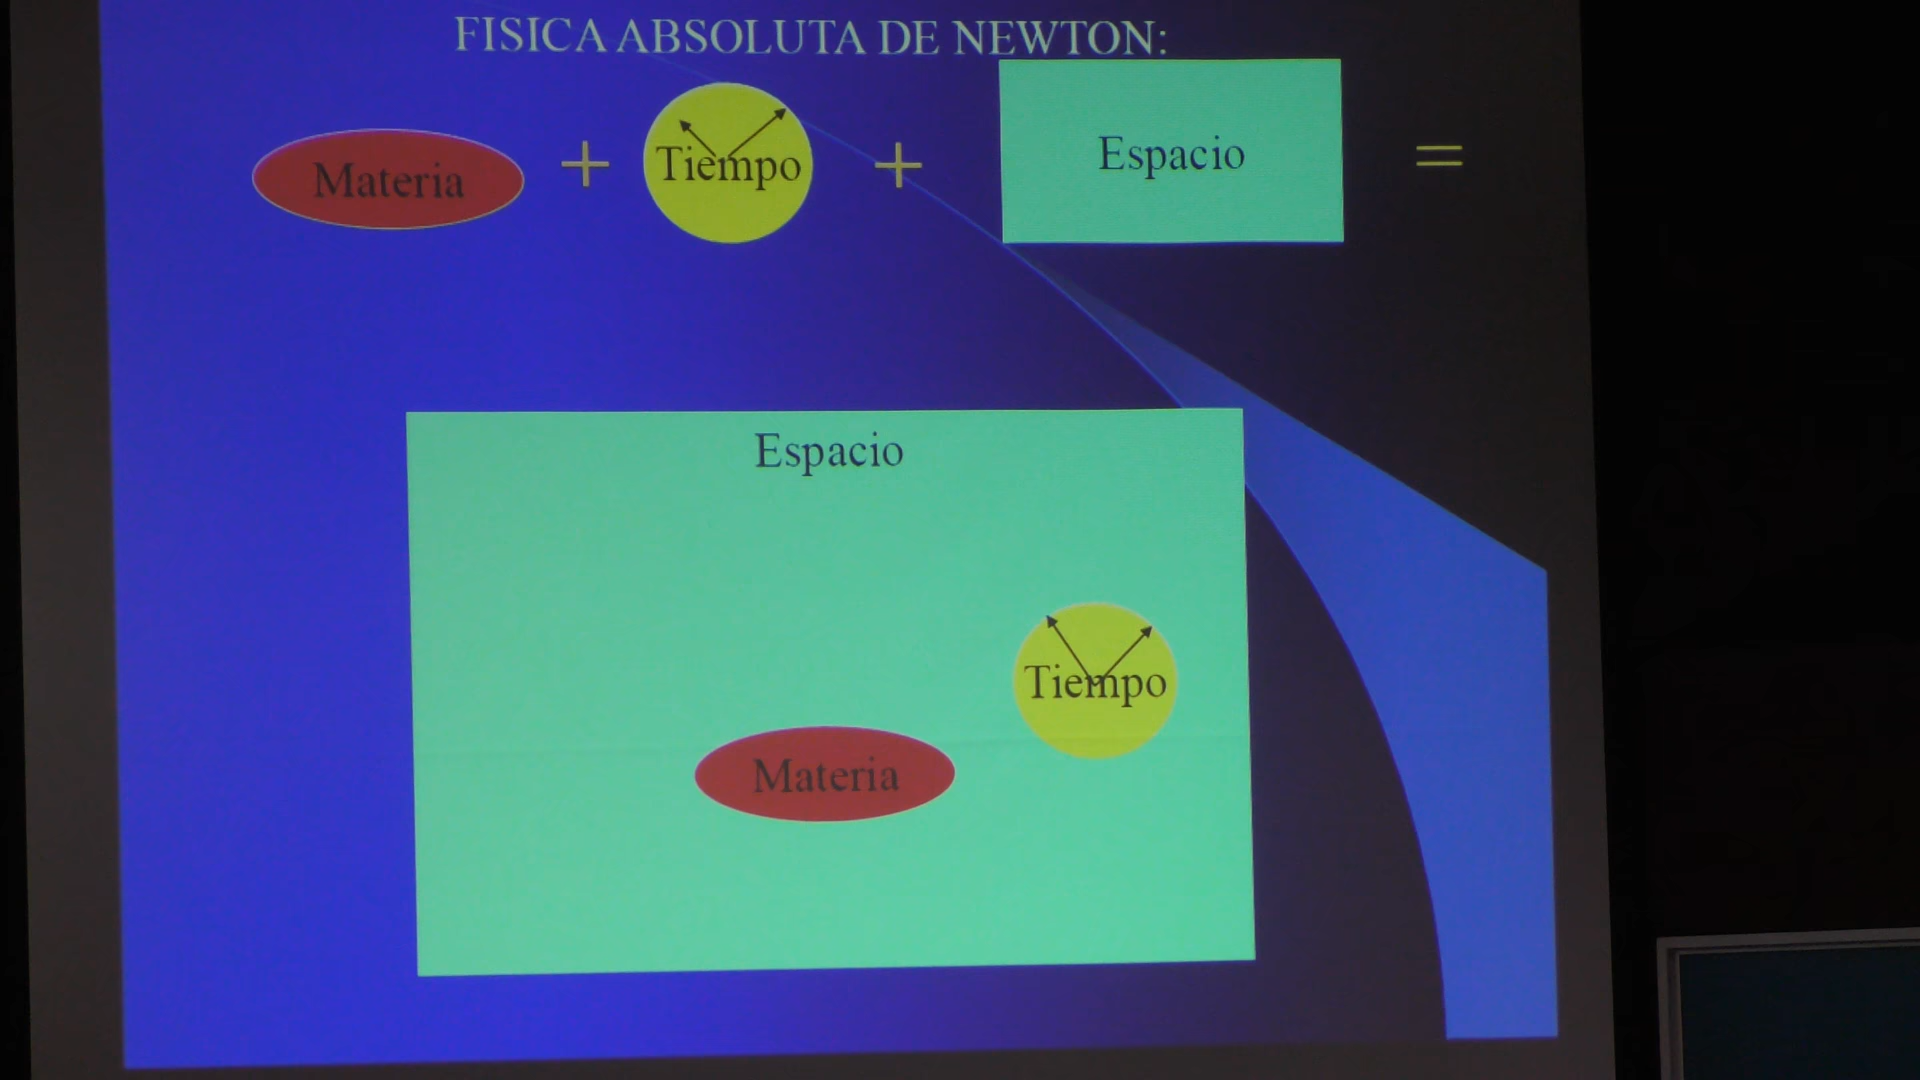 FISICA ABSOLUTA DE NEWTON:
Materia + Tiempo + Espacio =
Espacio
Tiempo
Materia